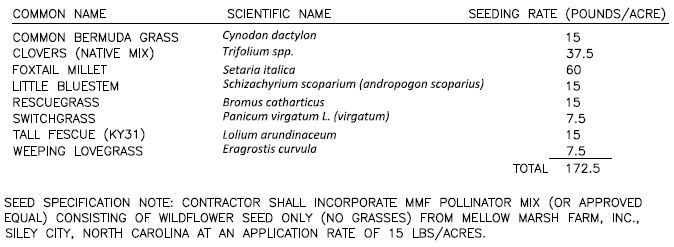 COMMON NAME SCIENTIFIC NAME SEEDING RATE (POUNDS/ACRE)
COMMON BERMUDA GRASS Cynodon dactylon 15
CLOVERS (NATIVE MIX) Trifolium spp. 37.5
FOXTAIL MILLET Setaria italica 60
LITTLE BLUESTEM Schizachyrium scoparium (andropogon scoparius) 15
RESCUEGRASS Bromus catharticus 15
SWITCHGRASS Panicum virgatum L. (virgatum) 7.5
TALL FESCUE (KY31) Lolium arundinaceum 15
WEEPING LOVEGRASS Eragrostis curvula 7.5
TOTAL 172.5
SEED SPECIFICATION NOTE: CONTRACTOR SHALL INCORPORATE MMF POLLINATOR MIX (OR APPROVED
EQUAL) CONSISTING OF WILDFLOWER SEED ONLY (NO GRASSES) FROM MELLOW MARSH FARM, INC.,
SILEY CITY, NORTH CAROLINA AT AN APPLICATION RATE OF 15 LBS/ACRES.